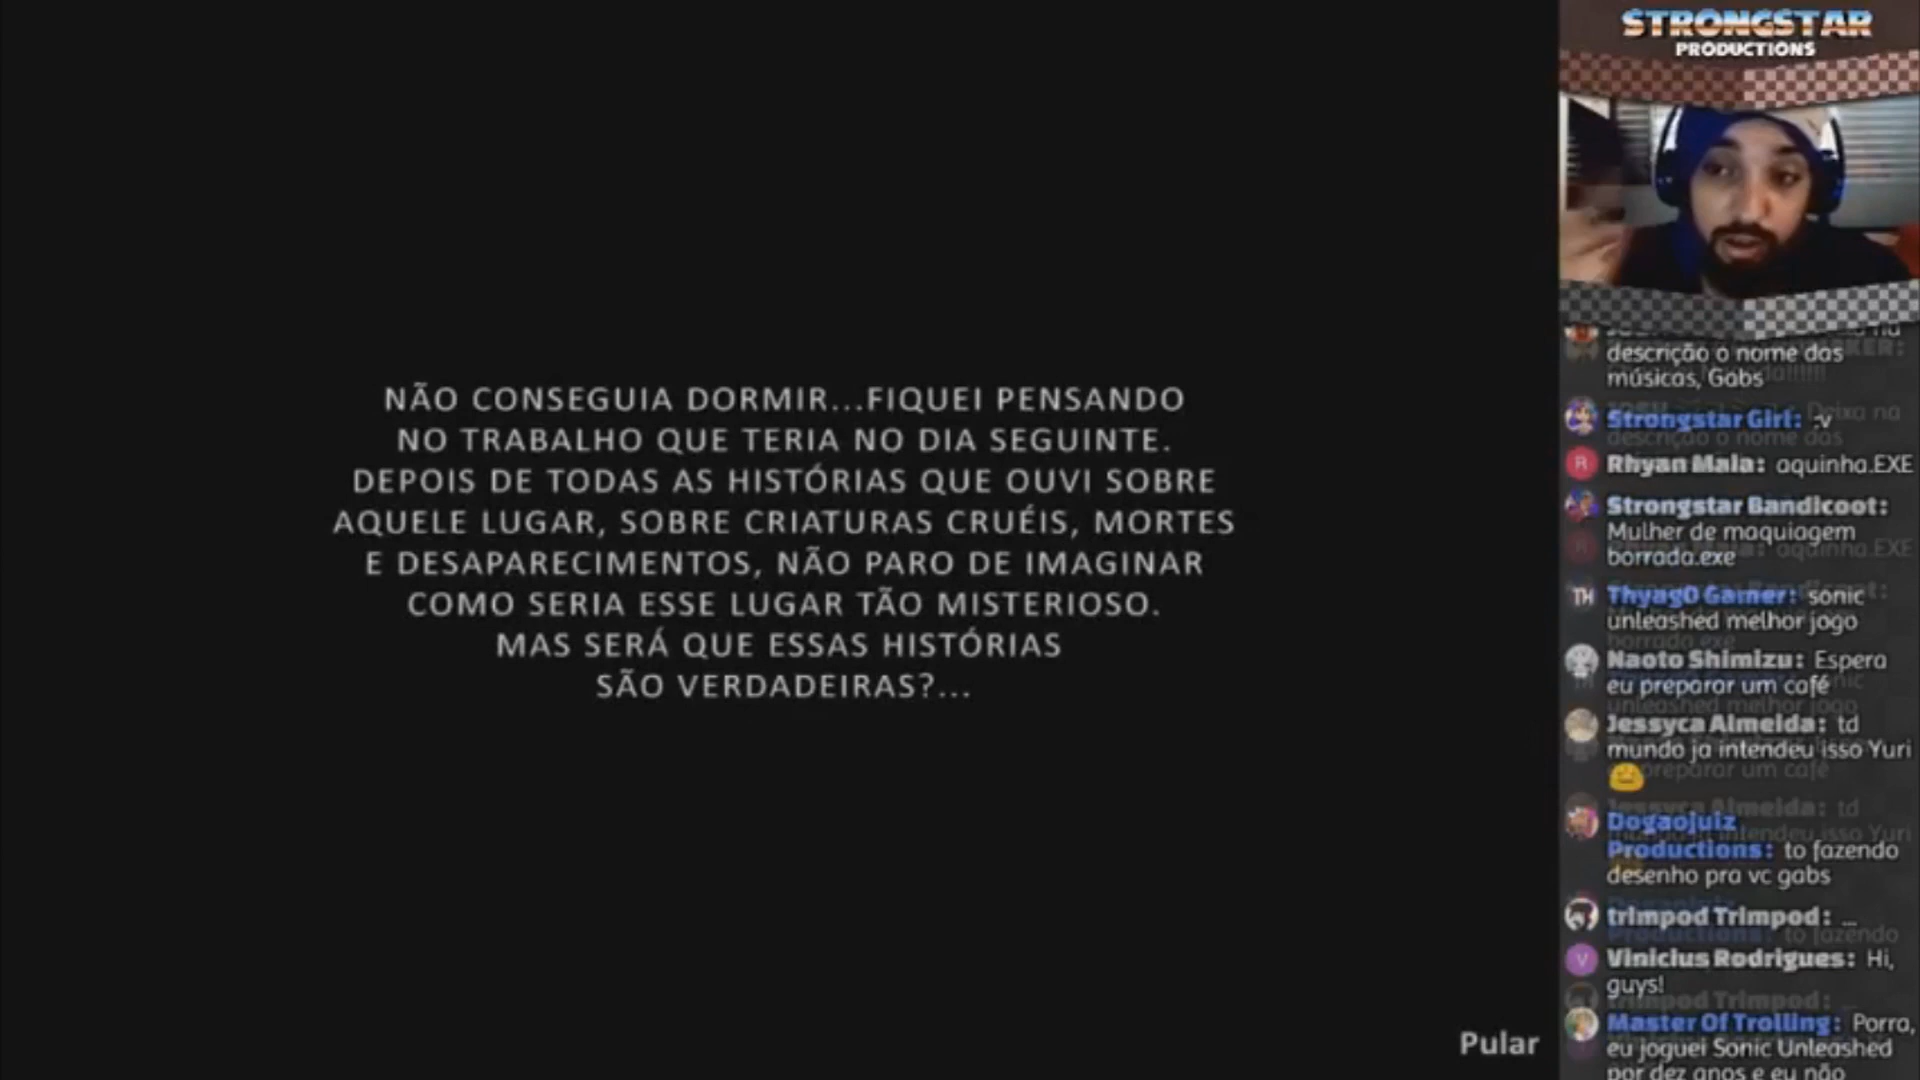 NÃO CONSEGUIA DORMIR...FIQUEI PENSANDO
NO TRABALHO QUE TERIA NO DIA SEGUINTE.
DEPOIS DE TODAS AS HISTÓRIAS QUE OUVI SOBRE
AQUELE LUGAR, SOBRE CRIATURAS CRUÉIS, MORTES
E DESAPARECIMENTOS, NÃO PARO DE IMAGINAR
COMO SERIA ESSE LUGAR TÃO MISTERIOSO.
MAS SERÁ QUE ESSAS HISTÓRIAS
SÃO VERDADEIRAS?...
Pular
STRONGSTAR
PRODUCTIONS
descrição o nome das
músicas, Gabs
Strongstar Girl: :v
R Rhyan Maia: aquinha.EXE
Strongstar Bandicoot:
Mulher de maquiagem
borrada.exe
TH ThyagO Gamer: sonic
unleashed melhor jogo
Naoto Shimizu: Espera
eu preparar um café
Jessyca Almeida: td
mundo ja intendeu isso Yuri
Dogaojuiz
Productions: to fazendo
desenho pra vc gabs
trimpod Trimpod: ...
V Vinicius Rodrigues: Hi,
guys!
Master Of Trolling: Porra,
eu joguei Sonic Unleashed
por dez anos e eu não